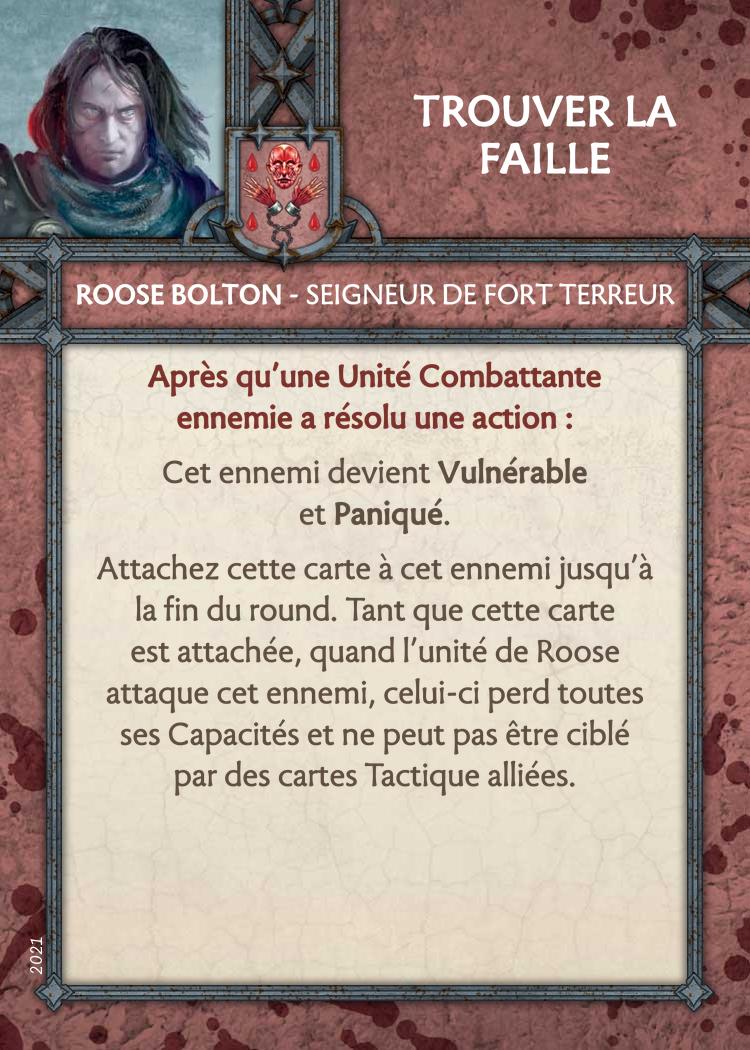 TROUVER LA
FAILLE
ROOSE BOLTON - SEIGNEUR DE FORT TERREUR
Après qu'une Unité Combattante
ennemie a résolu une action :
Cet ennemi devient Vulnérable
et Paniqué.
Attachez cette carte à cet ennemi jusqu'à
la fin du round. Tant que cette carte
est attachée, quand l'unité de Roose
attaque cet ennemi, celui-ci perd toutes
ses Capacités et ne peut pas être ciblé
par des cartes Tactique alliées.
2021